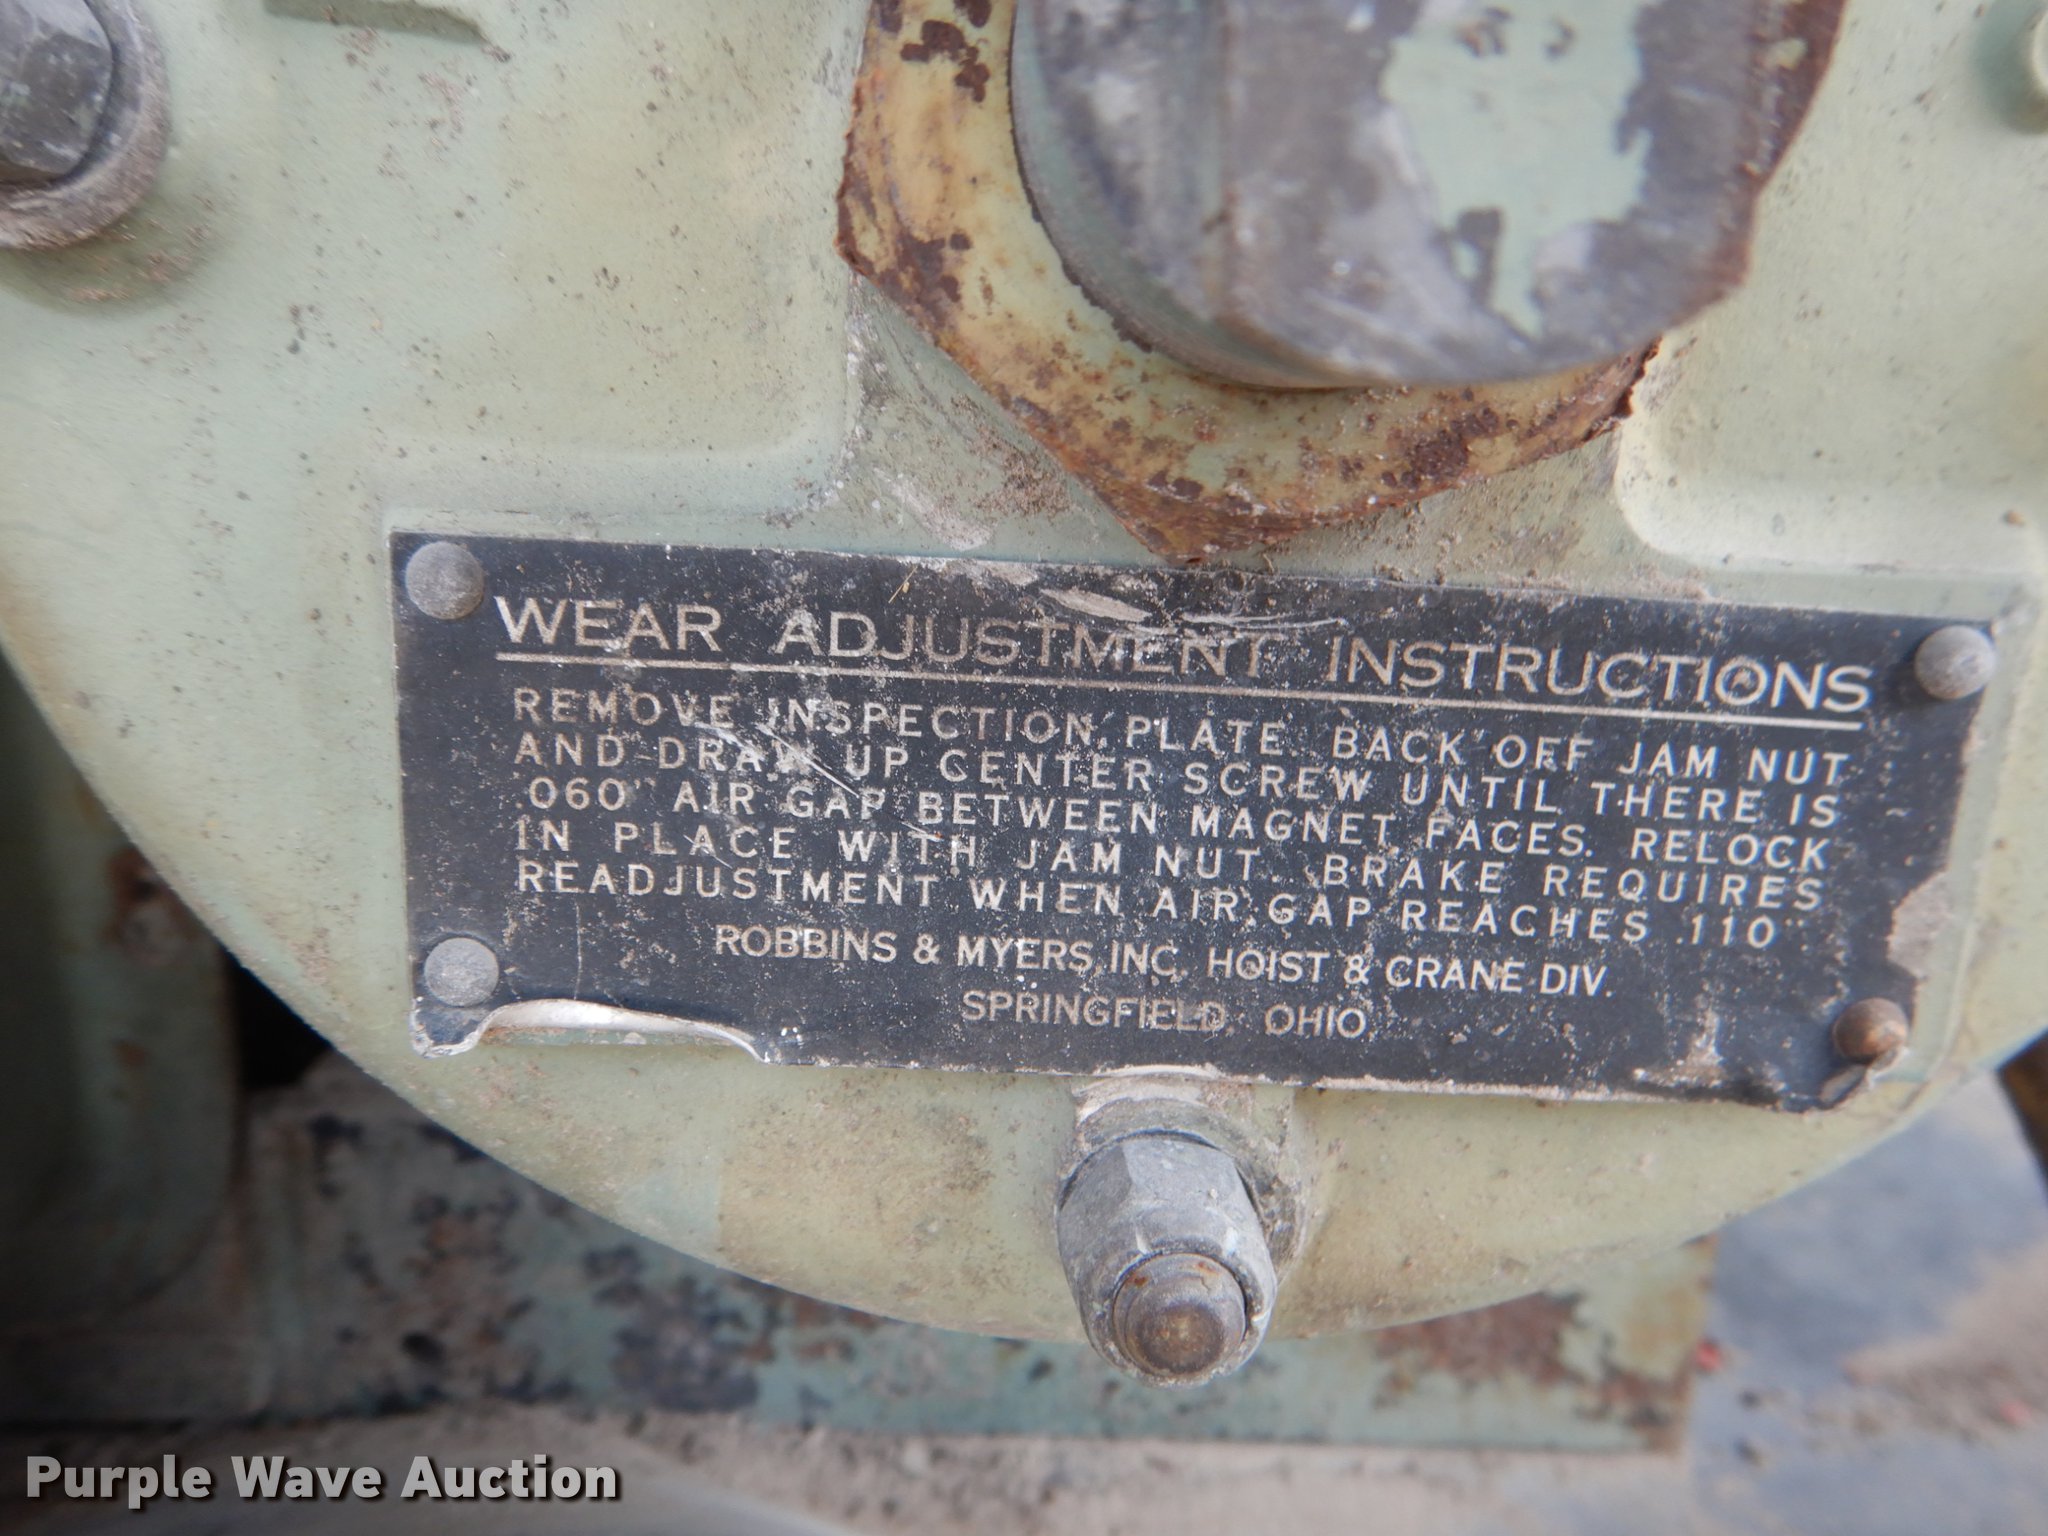 WEAR ADJUSTMENT INSTRUCTIONS
REMOVE INSPECTION PLATE. BACK OFF JAM NUT
AND DRAW UP CENTER SCREW UNTIL THERE IS
.060" AIR GAP BETWEEN MAGNET FACES. RELOCK
IN PLACE WITH JAM NUT. BRAKE REQUIRES
READJUSTMENT WHEN AIR GAP REACHES .110"
ROBBINS & MYERS, INC. HOIST & CRANE DIV.
SPRINGFIELD, OHIO
Purple Wave Auction